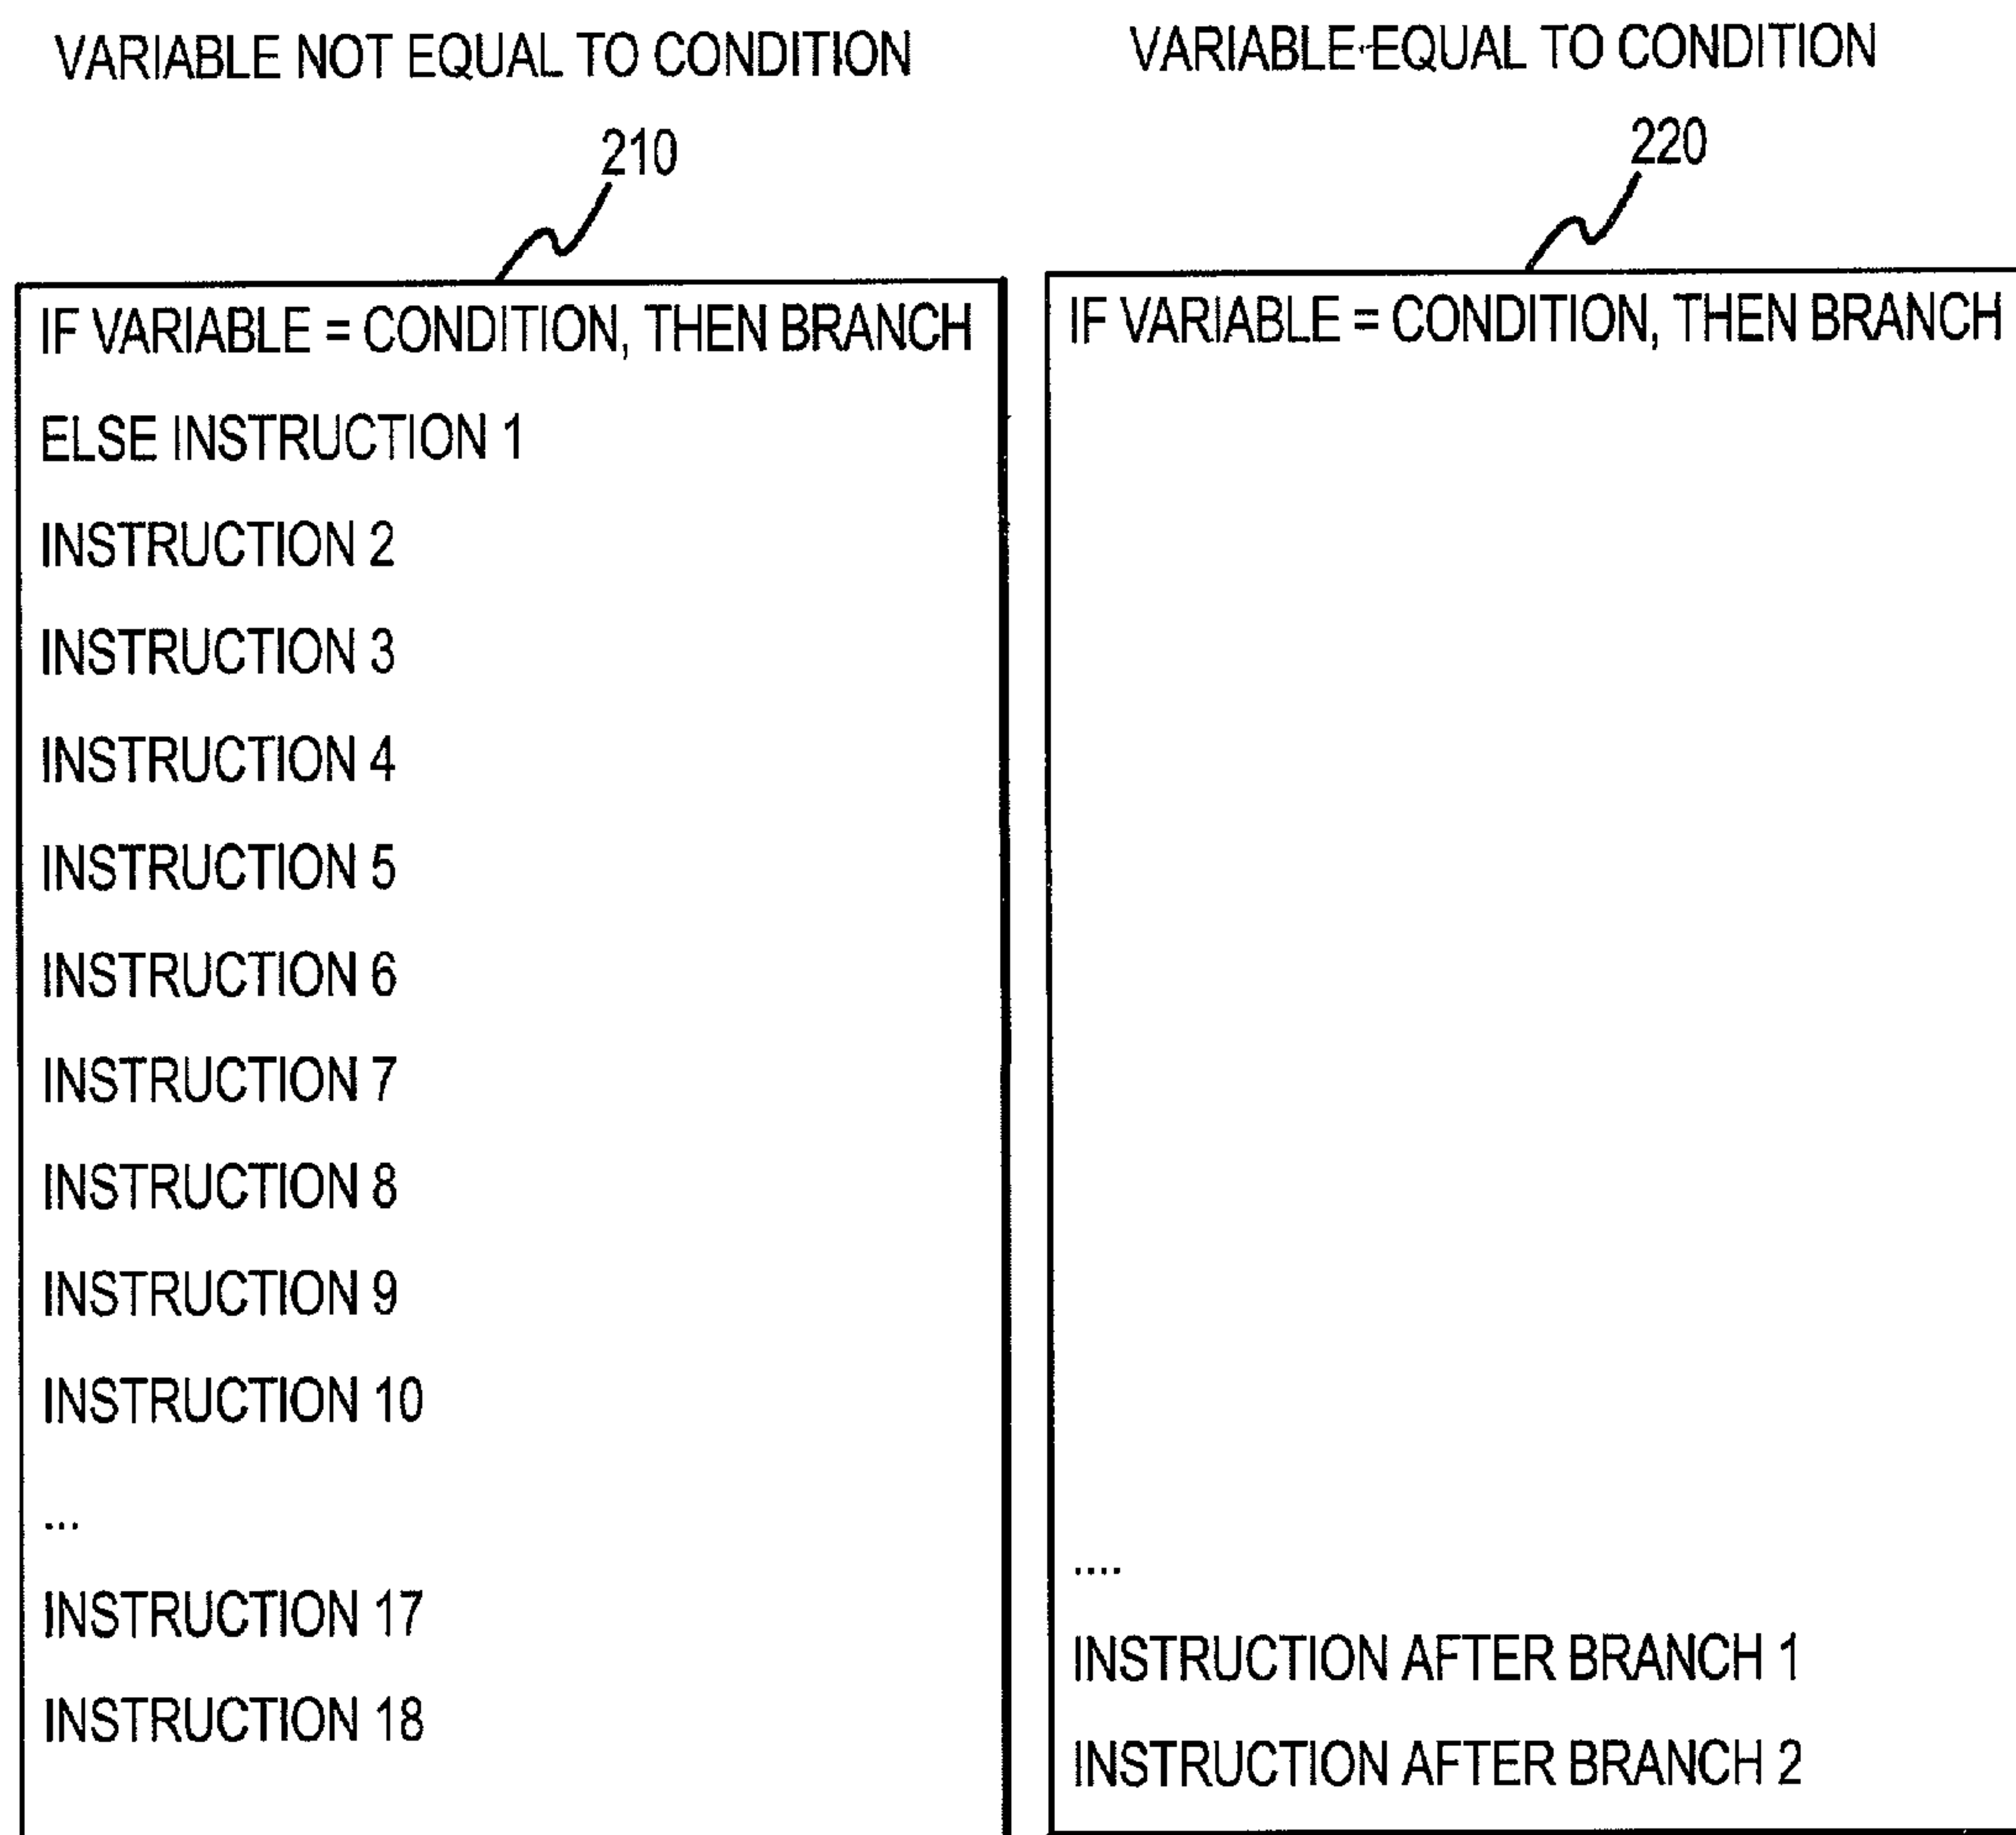 VARIABLE NOT EQUAL TO CONDITION
210
IF VARIABLE = CONDITION, THEN BRANCH
ELSE INSTRUCTION 1
INSTRUCTION 2
INSTRUCTION 3
INSTRUCTION 4
INSTRUCTION 5
INSTRUCTION 6
INSTRUCTION 7
INSTRUCTION 8
INSTRUCTION 9
INSTRUCTION 10
...
INSTRUCTION 17
INSTRUCTION 18
VARIABLE EQUAL TO CONDITION
220
IF VARIABLE = CONDITION, THEN BRANCH
....
INSTRUCTION AFTER BRANCH 1
INSTRUCTION AFTER BRANCH 2